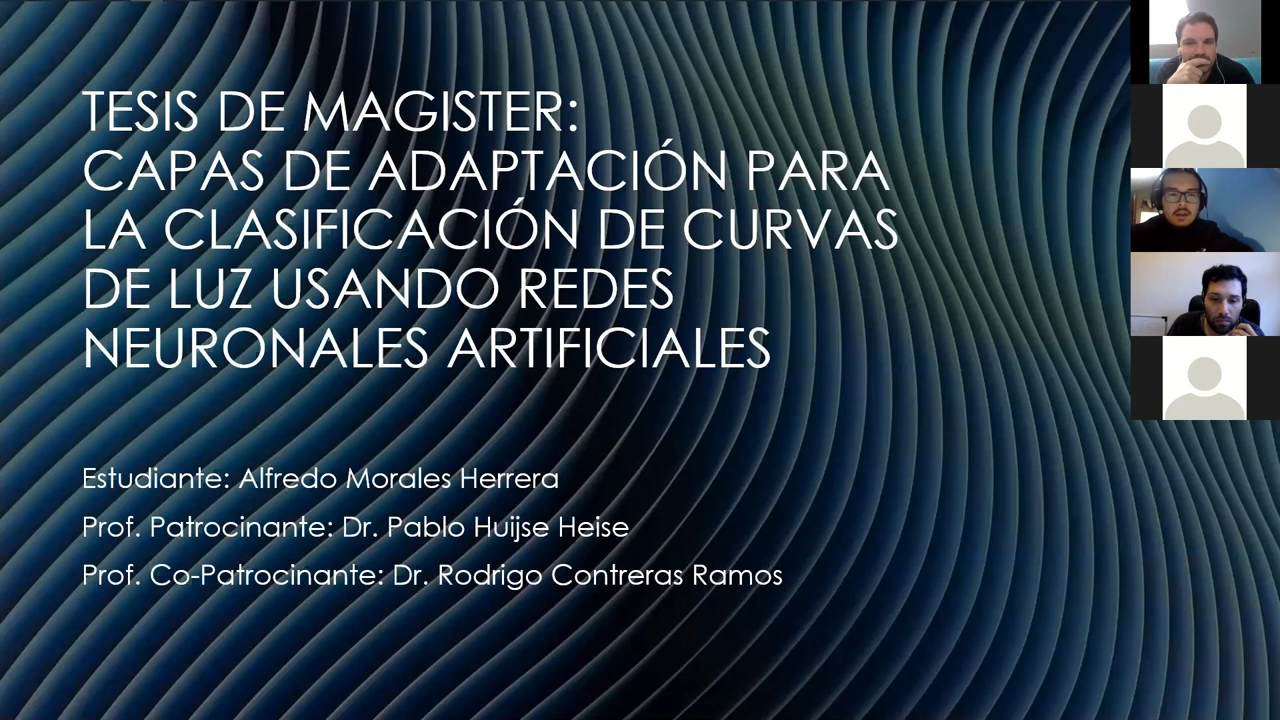 TESIS DE MAGISTER:
CAPAS DE ADAPTACIÓN PARA
LA CLASIFICACIÓN DE CURVAS
DE LUZ USANDO REDES
NEURONALES ARTIFICIALES
Estudiante: Alfredo Morales Herrera
Prof. Patrocinante: Dr. Pablo Huijse Heise
Prof. Co-Patrocinante: Dr. Rodrigo Contreras Ramos